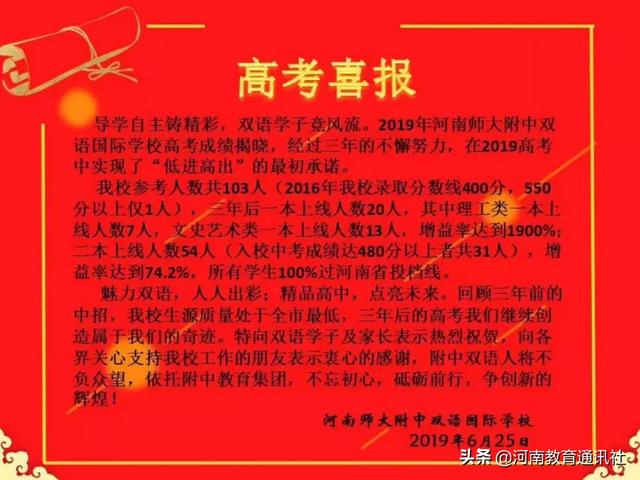 高考喜报
导学自主铸精彩，双语学子竞风流。2019年河南师大附中双
语国际学校高考成绩揭晓，经过三年的不懈努力，在2019高考
中实现了“低进高出”的最初承诺。
我校参考人数共103人（2016年我校录取分数线400分，550
分以上仅1人），三年后一本上线人数20人，其中理工类一本上
线人数7人，文史艺术类一本上线人数13人，增益率达到1900%；
二本上线人数54人（入校中考成绩达480分以上者共31人），增
益率达到74.2%，所有学生100%过河南省投档线。
魅力双语，人人出彩；精品高中，点亮未来。回顾三年前的
中招，我校生源质量处于全市最低，三年后的高考我们继续创
造属于我们的奇迹。特向双语学子及家长表示热烈祝贺，向各
界关心支持我校工作的朋友表示衷心的感谢，附中双语人将不
负众望，依托附中教育集团，不忘初心，砥砺前行，争创新的
辉煌！
河南师大附中双语国际学校
2019年6月25日
头条@河南教育通讯社